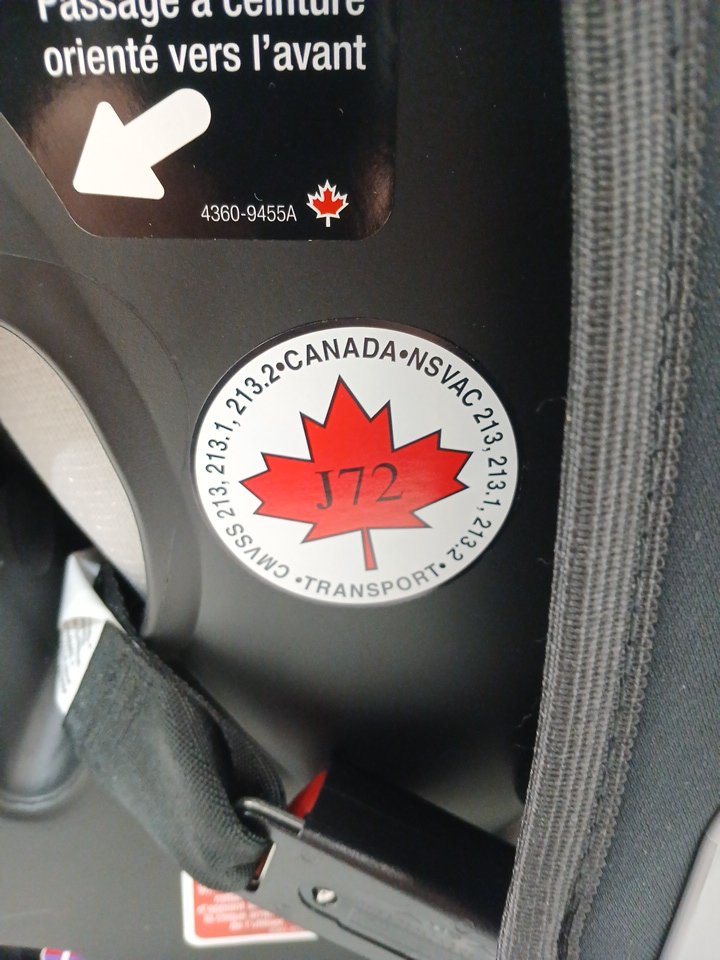 Passage à ceinture
orienté vers l'avant
4360-9455A
CMVSS 213, 213.1, 213.2•CANADA•NSVAC 213, 213.1, 213.2
•TRANSPORT•
J72